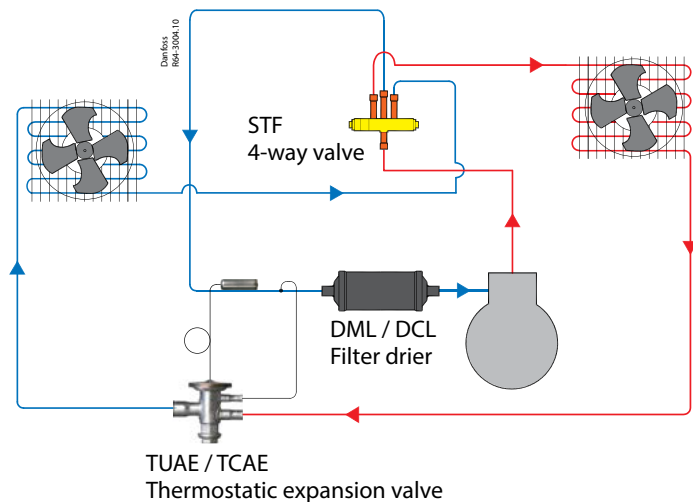 Danfoss
R64-3004.10
STF
4-way valve
DML / DCL
Filter drier
TUAE / TCAE
Thermostatic expansion valve